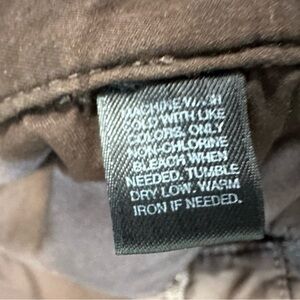 MACHINE WASH
COLD WITH LIKE
COLORS. ONLY
NON-CHLORINE
BLEACH WHEN
NEEDED. TUMBLE
DRY LOW. WARM
IRON IF NEEDED.